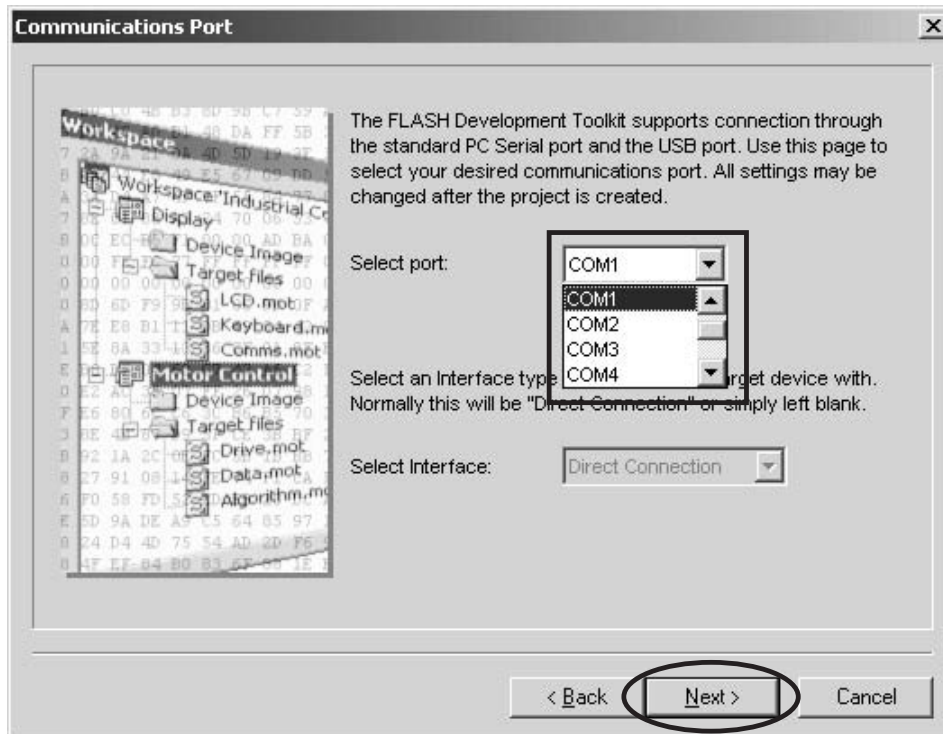 Communications Port
The FLASH Development Toolkit supports connection through
the standard PC Serial port and the USB port. Use this page to
select your desired communications port. All settings may be
changed after the project is created.
Select port:
COM1
COM1
COM2
COM3
COM4
Select an Interface type
device with.
Normally this will be "Direct Connection" or simply left blank.
Select Interface:
Direct Connection
Workspace
Workspace "Industrial
Display
Device Image
Target files
LCD.mot
Keyboard.m
Comms.mot
Motor Control
Device Image
Target files
Drive.mot
Data.mot
Algorithm.m
< Back
Next >
Cancel